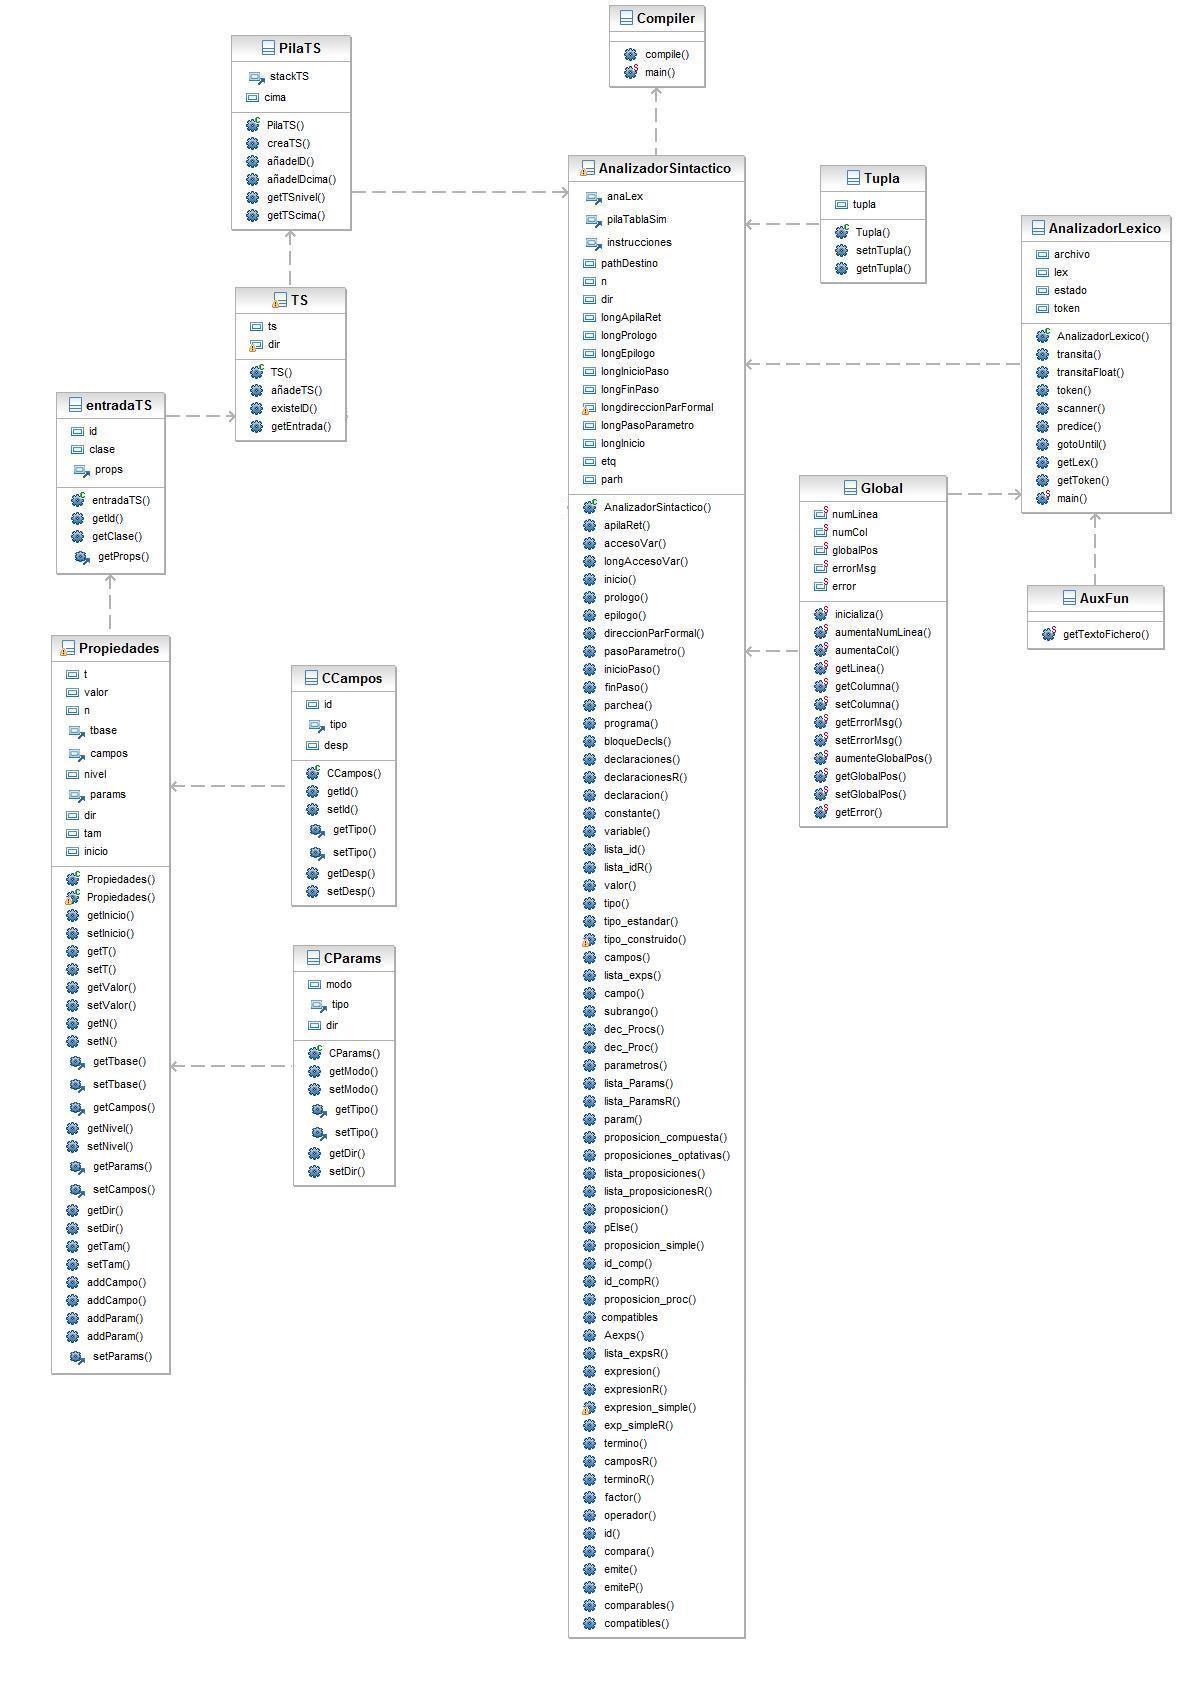 Compiler
compile()
main()
PilaTS
stackTS
cima
PilaTS()
creaTS()
añadeID()
añadeIDcima()
getTSnivel()
getTScima()
AnalizadorSintactico
anaLex
pilaTablaSim
instrucciones
pathDestino
n
dir
longApilaRet
longPrologo
longEpilogo
longInicioPaso
longFinPaso
longdireccionParFormal
longPasoParametro
longInicio
etq
parh
AnalizadorSintactico()
apilaRet()
accesoVar()
longAccesoVar()
inicio()
prologo()
epilogo()
direccionParFormal()
pasoParametro()
inicioPaso()
finPaso()
parchea()
programa()
bloqueDecls()
declaraciones()
declaracionesR()
declaracion()
constante()
variable()
lista_id()
lista_idR()
valor()
tipo()
tipo_estandar()
tipo_construido()
campos()
lista_exps()
campo()
subrango()
dec_Procs()
dec_Proc()
parametros()
lista_Params()
lista_ParamsR()
param()
proposicion_compuesta()
proposiciones_optativas()
lista_proposiciones()
lista_proposicionesR()
proposicion()
pElse()
proposicion_simple()
id_comp()
id_compR()
proposicion_proc()
compatibles
Aexps()
lista_expsR()
expresion()
expresionR()
expresion_simple()
exp_simpleR()
termino()
camposR()
terminoR()
factor()
operador()
id()
compara()
emite()
emiteP()
comparables()
compatibles()
Tupla
tupla
Tupla()
setnTupla()
getnTupla()
AnalizadorLexico
archivo
lex
estado
token
AnalizadorLexico()
transita()
transitaFloat()
token()
scanner()
predice()
gotoUntil()
getLex()
getToken()
main()
TS
ts
dir
TS()
añadeTS()
existeID()
getEntrada()
entradaTS
id
clase
props
entradaTS()
getId()
getClase()
getProps()
Global
numLinea
numCol
globalPos
errorMsg
error
inicializa()
aumentaNumLinea()
aumentaCol()
getLinea()
getColumna()
setColumna()
getErrorMsg()
setErrorMsg()
aumenteGlobalPos()
getGlobalPos()
setGlobalPos()
getError()
AuxFun
getTextoFichero()
Propiedades
t
valor
n
tbase
campos
nivel
params
dir
tam
inicio
Propiedades()
Propiedades()
getInicio()
setInicio()
getT()
setT()
getValor()
setValor()
getN()
setN()
getTbase()
setTbase()
getCampos()
getNivel()
setNivel()
getParams()
setCampos()
getDir()
setDir()
getTam()
setTam()
addCampo()
addCampo()
addParam()
addParam()
setParams()
CCampos
id
tipo
desp
CCampos()
getId()
setId()
getTipo()
setTipo()
getDesp()
setDesp()
CParams
modo
tipo
dir
CParams()
getModo()
setModo()
getTipo()
setTipo()
getDir()
setDir()